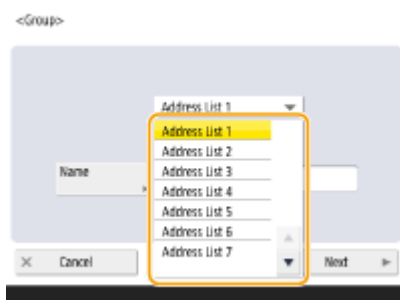 <Group>
Address List 1
Address List 1
Address List 2
Address List 3
Name
Address List 4
Address List 5
Address List 6
Address List 7
Cancel
Next